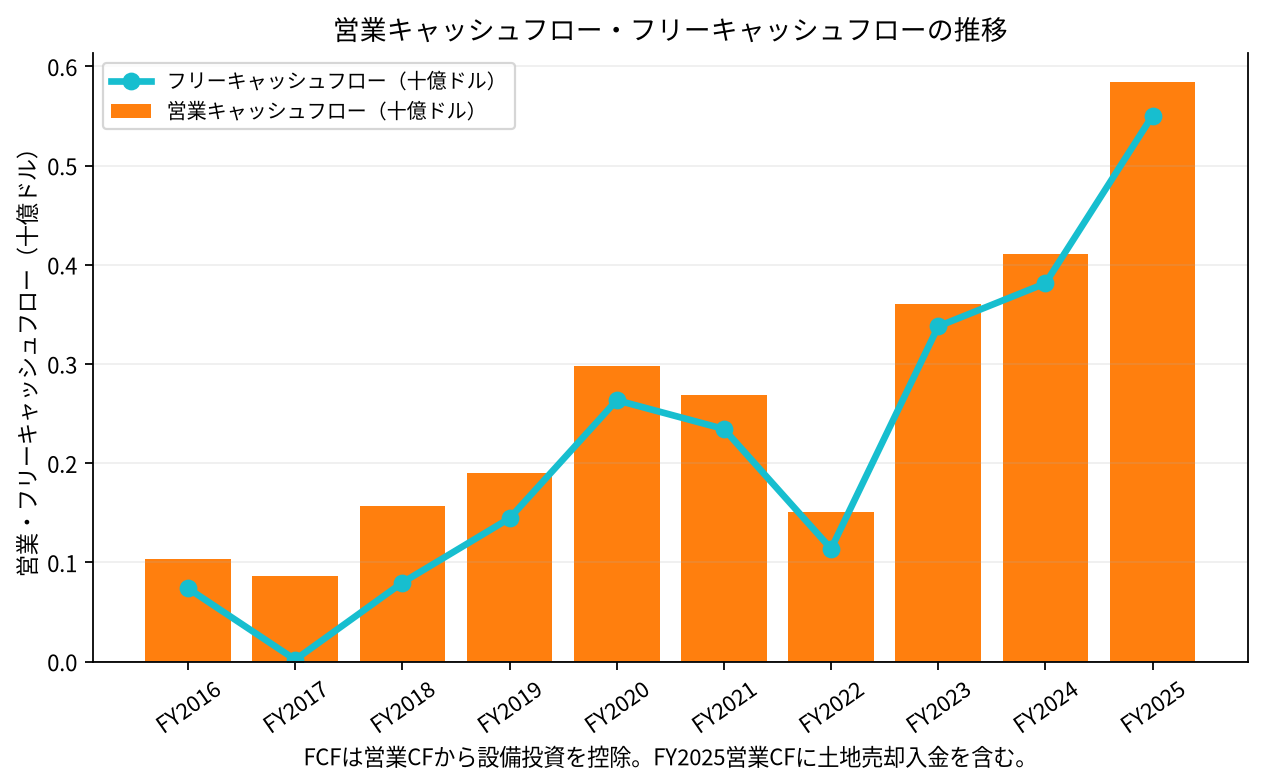 営業キャッシュフロー・フリーキャッシュフローの推移
フリーキャッシュフロー（十億ドル）
営業キャッシュフロー（十億ドル）
営業・フリーキャッシュフロー（十億ドル）
0.6
0.5
0.4
0.3
0.2
0.1
0.0
FY2016 FY2017 FY2018 FY2019 FY2020 FY2021 FY2022 FY2023 FY2024 FY2025
FCFは営業CFから設備投資を控除。FY2025営業CFに土地売却入金を含む。